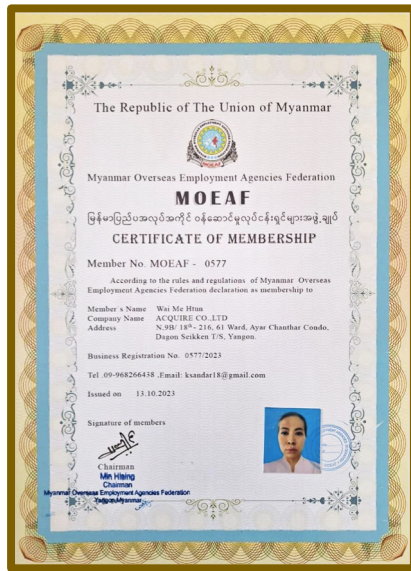 The Republic of The Union of Myanmar
MOEAF
Myanmar Overseas Employment Agencies Federation
MOEAF
မြန်မာပြည်ပအလုပ်အကိုင် ဝန်ဆောင်မှုလုပ်ငန်းရှင်များအဖွဲ့ချုပ်
CERTIFICATE OF MEMBERSHIP
Member No. MOEAF - 0577
According to the rules and regulations of Myanmar Overseas
Employment Agencies Federation declaration as membership to
Member's Name Wai Me Htun
Company Name ACQUIRE CO.,LTD
Address N.9B/ 18th - 216, 61 Ward, Ayar Chanthar Condo,
Dagon Seikken T/S, Yangon.
Business Registration No. 0577/2023
Tel .09-968266438 .Email: ksandar18@gmail.com
Issued on 13.10.2023
Signature of members
Chairman
Min Hlaing
Chairman
Myanmar Overseas Employment Agencies Federation
Yangon,Myanmar